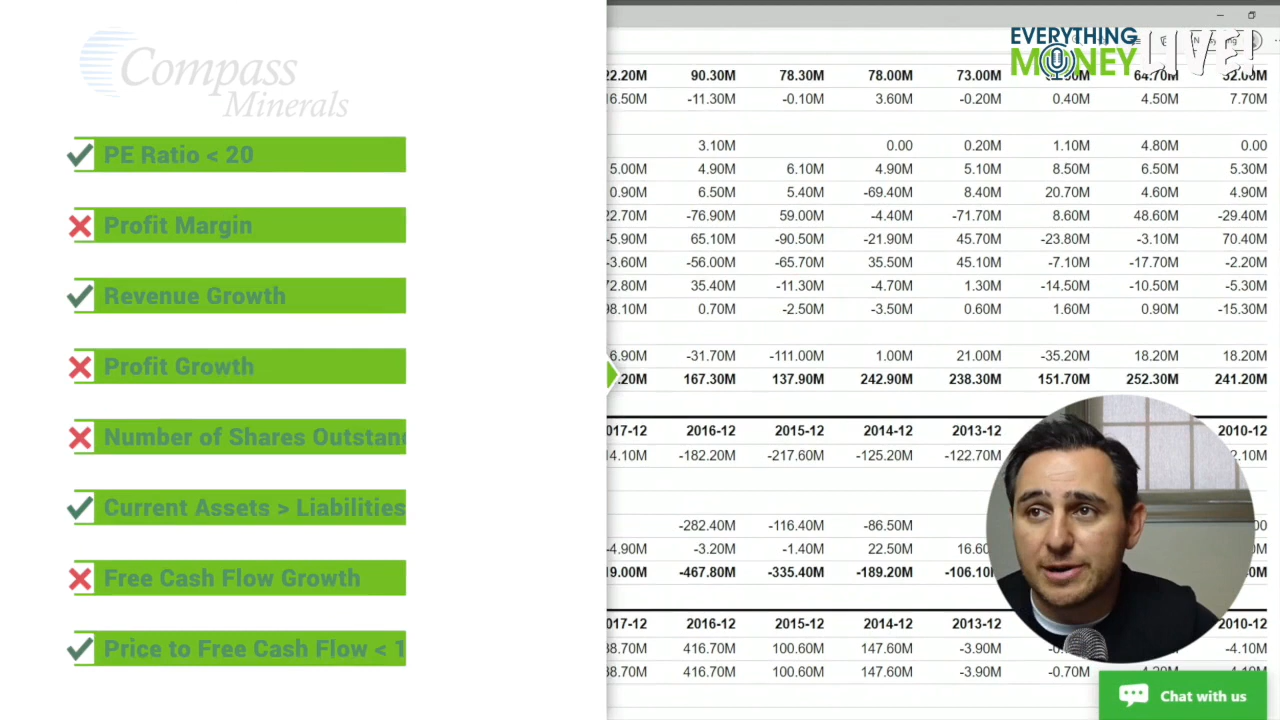 Compass
Minerals
PE Ratio < 20
Profit Margin
Revenue Growth
Profit Growth
Number of Shares Outstand
Current Assets > Liabilities
Free Cash Flow Growth
Price to Free Cash Flow < 1
EVERYTHING
MONEY LIVE!
90.30M 64.70M
16.50M -11.30M -0.10M 3.60M -0.20M 0.40M 4.50M 7.70M
3.10M 0.00 0.20M 1.10M 4.80M 0.00
5.00M 4.90M 6.10M 4.90M 5.10M 8.50M 6.50M 5.30M
0.90M 6.50M 5.40M -69.40M 8.40M 20.70M 4.60M 4.90M
22.70M -76.90M 59.00M -4.40M -71.70M 8.60M 48.60M -29.40M
-5.90M 65.10M -90.50M -21.90M 45.70M -23.80M -3.10M 70.40M
-3.60M -56.00M -65.70M 35.50M 45.10M -7.10M -17.70M -2.20M
72.80M 35.40M -11.30M -4.70M 1.30M -14.50M -10.50M -5.30M
98.10M 0.70M -2.50M -3.50M 0.60M 1.60M 0.90M -15.30M
6.90M -31.70M 21.00M -35.20M 18.20M 18.20M
.20M 167.30M 137.90M 242.90M 238.30M 151.70M 252.30M 241.20M
017-12 2016-12 2015-12 2014-12 2013-12 2010-12
14.10M -182.20M -217.60M -125.20M -122.70M 2.10M
-282.40M -116.40M -86.50M 00
-4.90M -3.20M -1.40M 22.50M 16.60
19.00M -467.80M -335.40M -189.20M -106.10M
017-12 2016-12 2015-12 2014-12 2013-12 2010-12
38.70M 416.70M 100.60M 147.60M -3.90M -4.10M
38.70M 416.70M 100.60M 147.60M -3.90M -0.70M
Chat with us